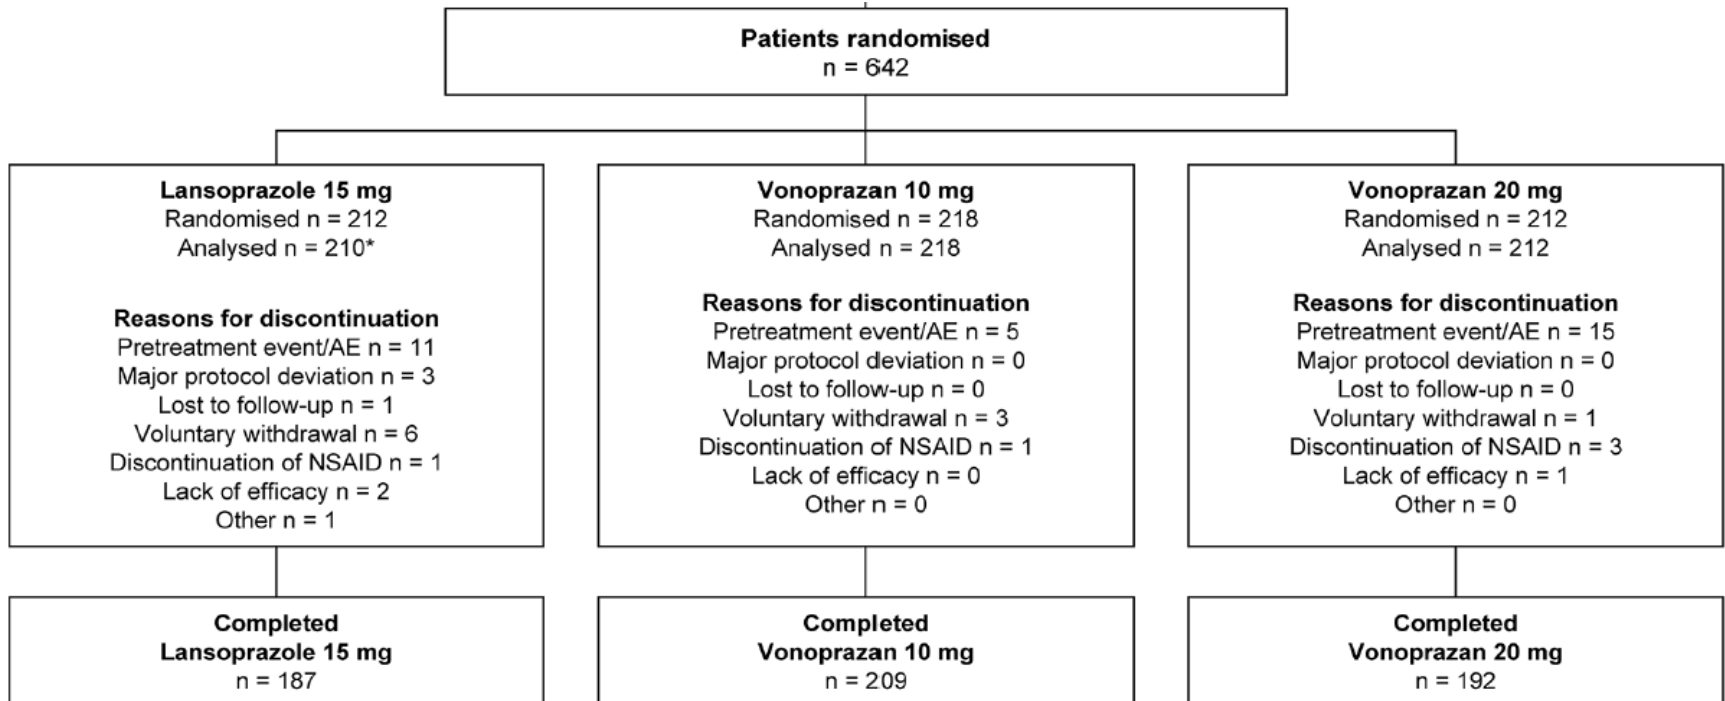 Patients randomised
n = 642
Lansoprazole 15 mg
Randomised n = 212
Analysed n = 210*
Reasons for discontinuation
Pretreatment event/AE n = 11
Major protocol deviation n = 3
Lost to follow-up n = 1
Voluntary withdrawal n = 6
Discontinuation of NSAID n = 1
Lack of efficacy n = 2
Other n = 1
Vonoprazan 10 mg
Randomised n = 218
Analysed n = 218
Reasons for discontinuation
Pretreatment event/AE n = 5
Major protocol deviation n = 0
Lost to follow-up n = 0
Voluntary withdrawal n = 3
Discontinuation of NSAID n = 1
Lack of efficacy n = 0
Other n = 0
Vonoprazan 20 mg
Randomised n = 212
Analysed n = 212
Reasons for discontinuation
Pretreatment event/AE n = 15
Major protocol deviation n = 0
Lost to follow-up n = 0
Voluntary withdrawal n = 1
Discontinuation of NSAID n = 3
Lack of efficacy n = 1
Other n = 0
Completed
Lansoprazole 15 mg
n = 187
Completed
Vonoprazan 10 mg
n = 209
Completed
Vonoprazan 20 mg
n = 192